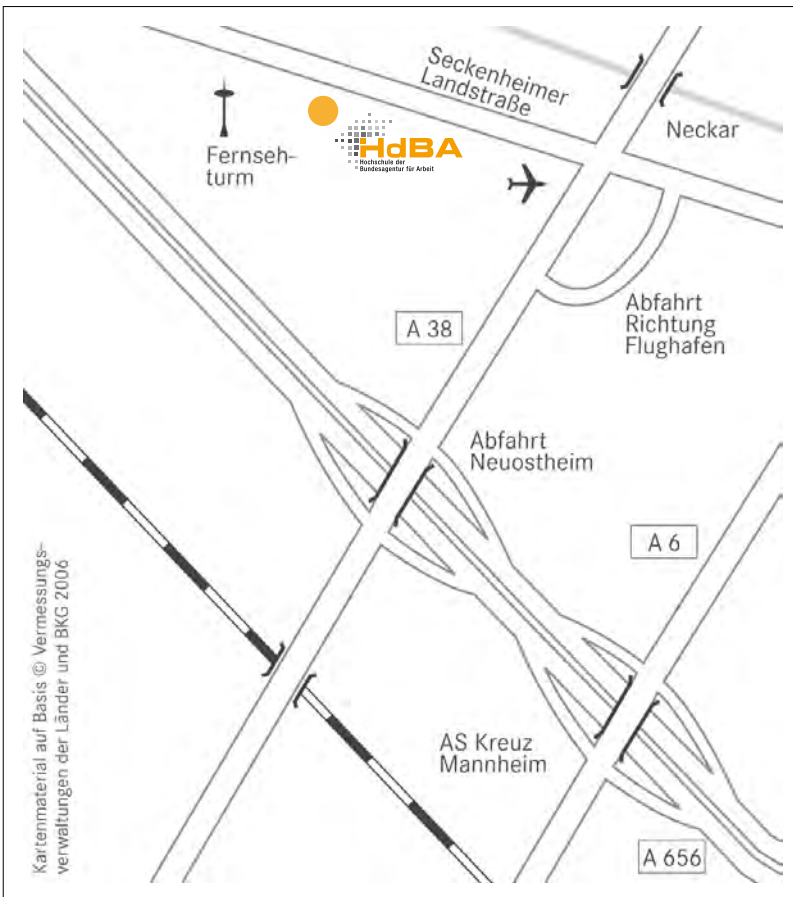 Seckenheimer
Landstraße
Neckar
Fernseh-
turm
HdBA
Hochschule der
Bundesagentur für Arbeit
A 38
Abfahrt
Richtung
Flughafen
Abfahrt
Neuostheim
A 6
AS Kreuz
Mannheim
A 656
Kartenmaterial auf Basis © Vermessungs-
verwaltungen der Länder und BKG 2006